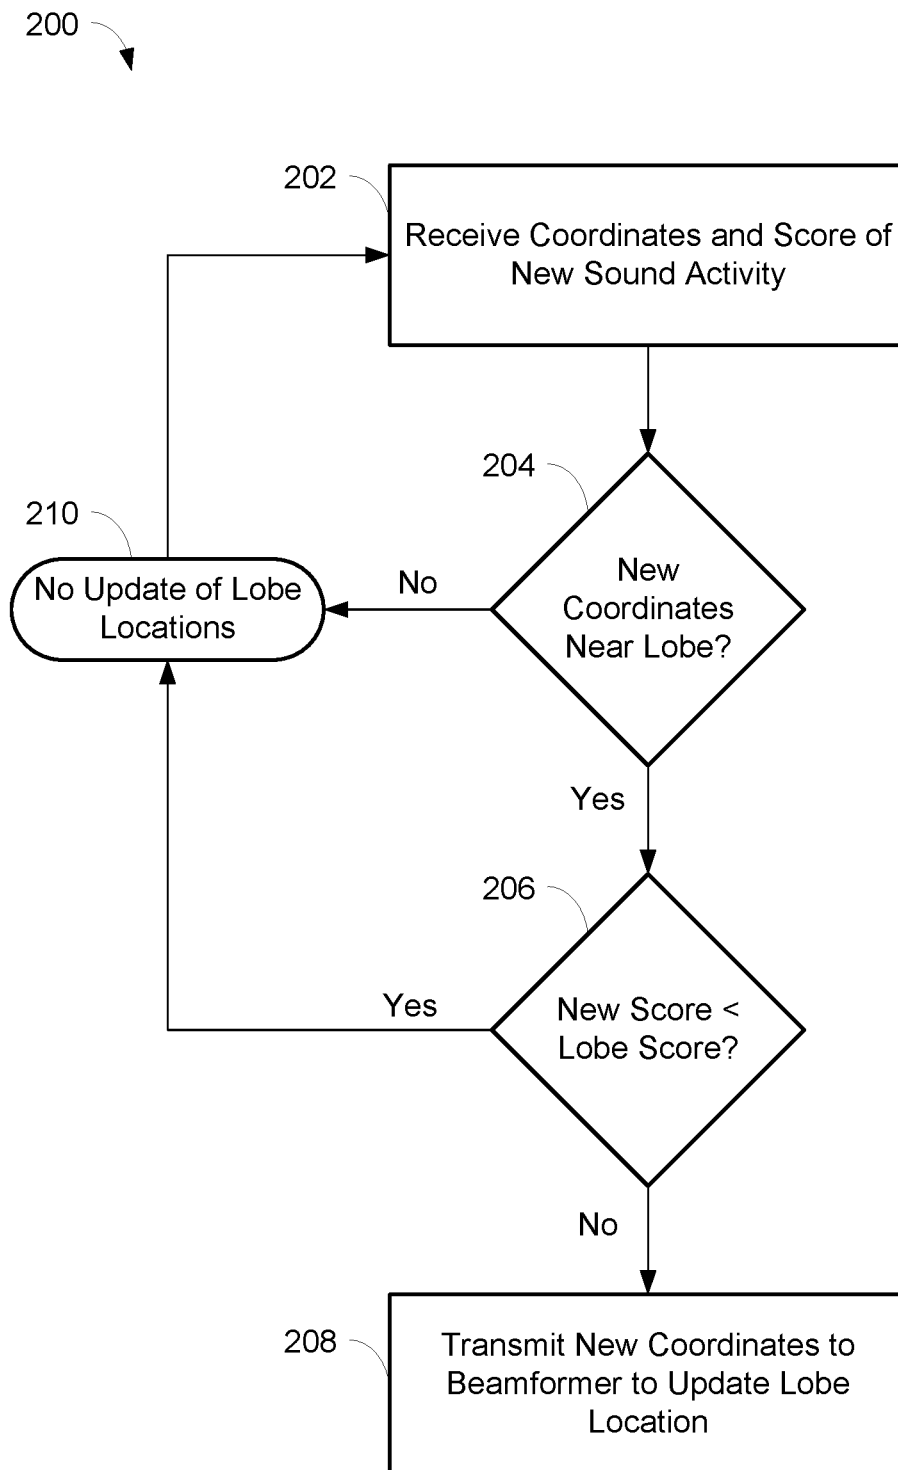 200
202
Receive Coordinates and Score of
New Sound Activity
204
New
Coordinates
Near Lobe?
No
210
No Update of Lobe
Locations
Yes
206
New Score <
Lobe Score?
Yes
No
208
Transmit New Coordinates to
Beamformer to Update Lobe
Location